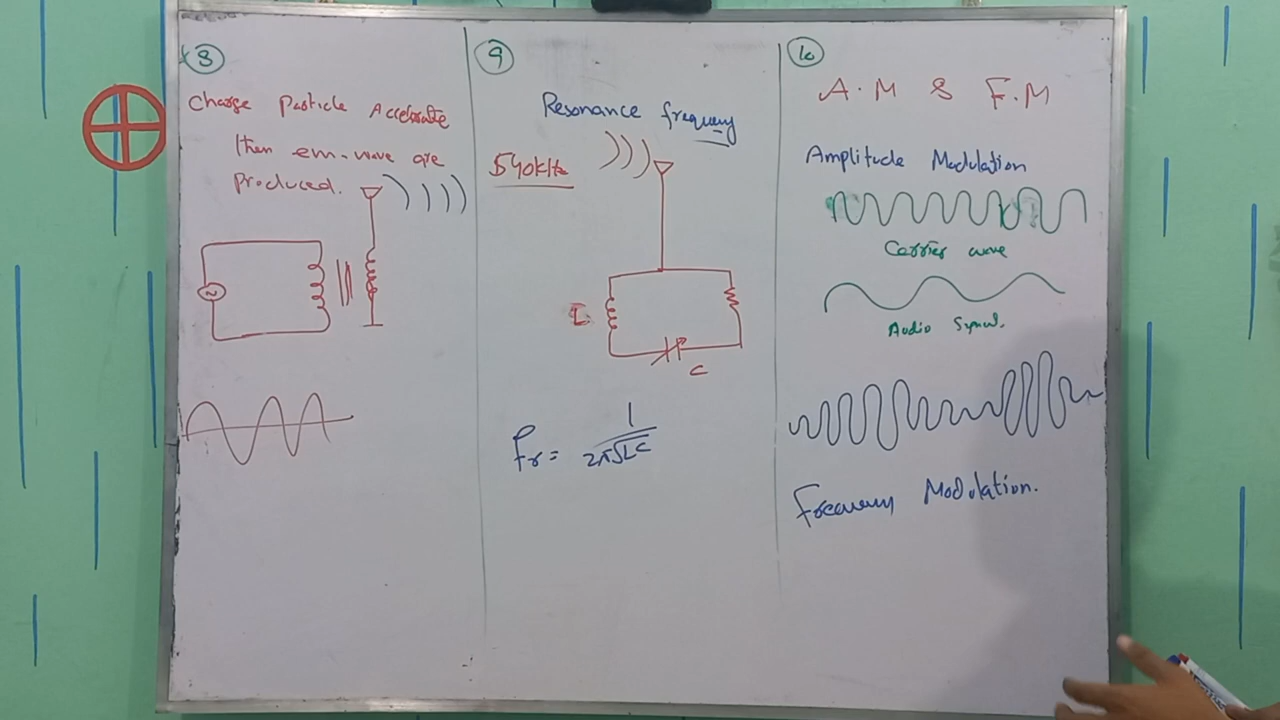 8
Charge Particle Accelerate
then em-wave are
Produced.
9
Resonance frequency
540kHz
L
C
fr = 1/2π√LC
10
A.M & F.M
Amplitude Modulation
Carrier wave
Audio Signal.
Frequency Modulation.